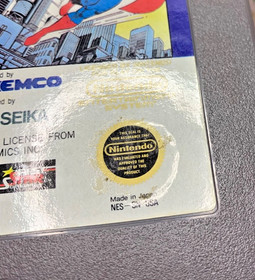 d by
KEMCO
ed by
SEIKA
LICENSE FROM
MICS INC
THIS SEAL IS
YOUR ASSURANCE THAT
Nintendo
HAS EVALUATED AND
APPROVED THE
QUALITY OF THIS
PRODUCT.
Made in Japan
NES- -USA